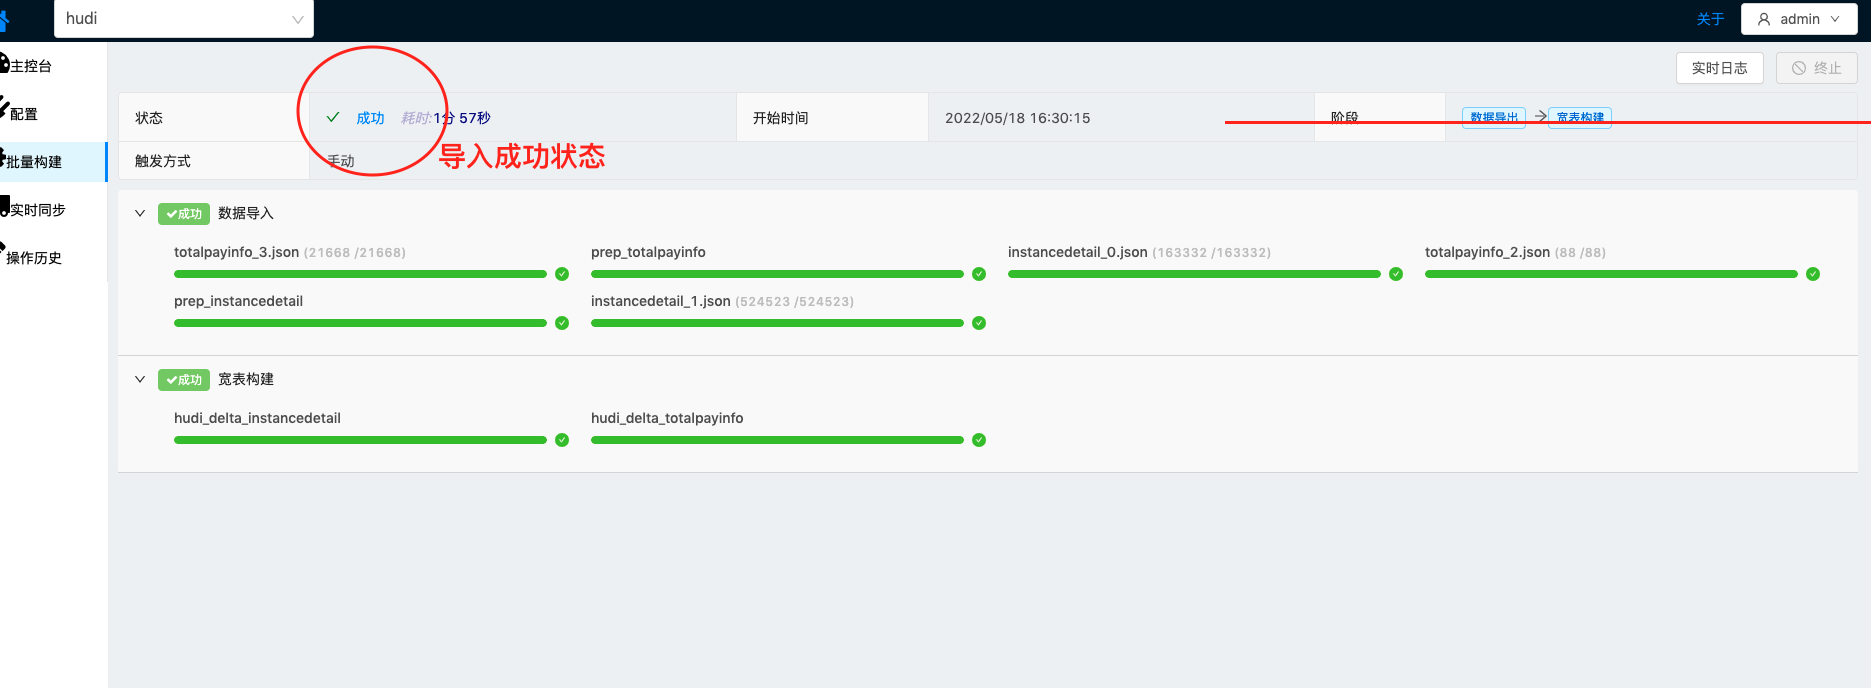 hudi
关于
admin
主控台
配置
批量构建
实时同步
操作历史
实时日志
终止
状态
成功 耗时:1分 57秒
开始时间
2022/05/18 16:30:15
阶段
数据导出
宽表构建
触发方式
手动
导入成功状态
成功 数据导入
totalpayinfo_3.json (21668 /21668)
prep_totalpayinfo
instancedetail_0.json (163332 /163332)
totalpayinfo_2.json (88 /88)
prep_instancedetail
instancedetail_1.json (524523 /524523)
成功 宽表构建
hudi_delta_instancedetail
hudi_delta_totalpayinfo